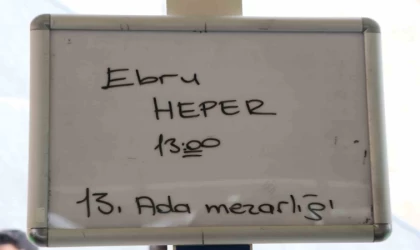 Ebru
HEPER
13:00
13. Ada mezarlığı